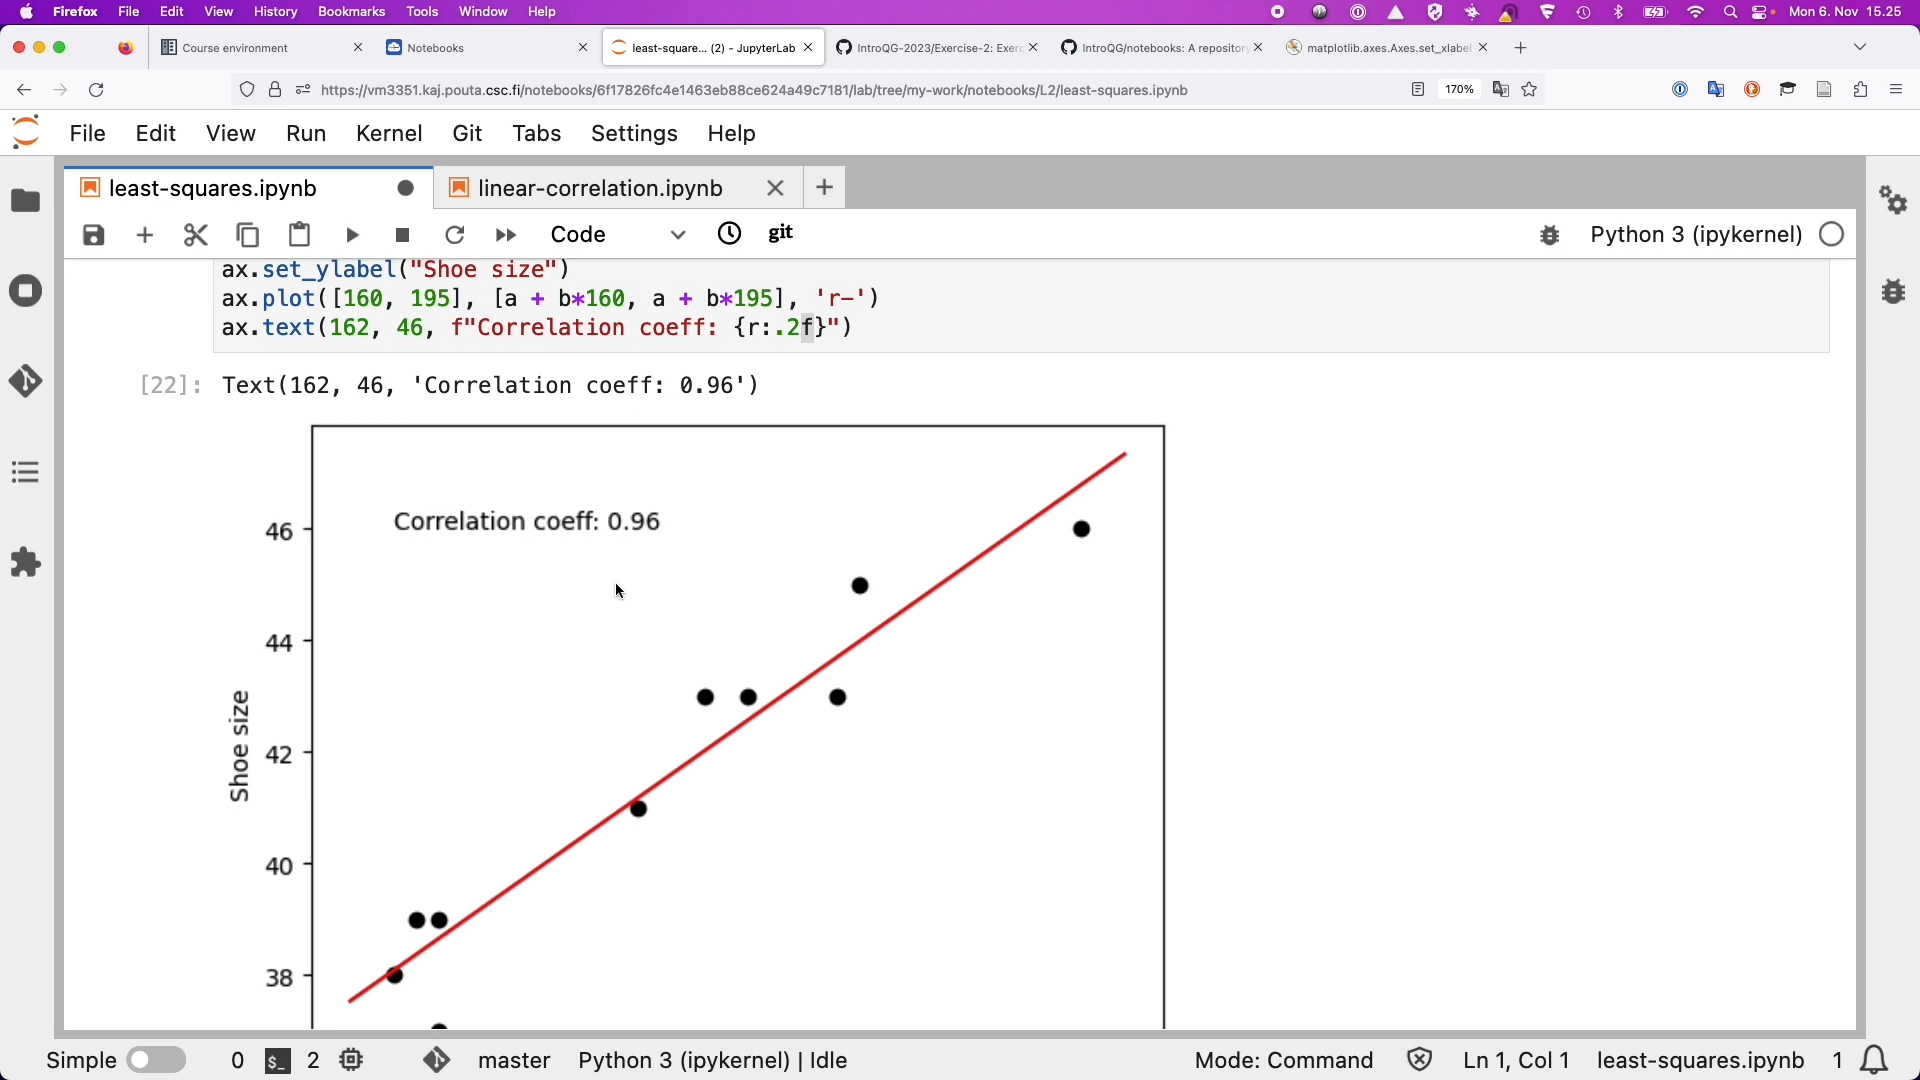 Firefox File Edit View History Bookmarks Tools Window Help Mon 6. Nov 15.25
Course environment Notebooks least-square... (2) - JupyterLab IntroQG-2023/Exercise-2: Exerc IntroQG/notebooks: A repository matplotlib.axes.Axes.set_xlabel
https://vm3351.kaj.pouta.csc.fi/notebooks/6f17826fc4e1463eb88ce624a49c7181/lab/tree/my-work/notebooks/L2/least-squares.ipynb 170%
File Edit View Run Kernel Git Tabs Settings Help
least-squares.ipynb linear-correlation.ipynb
Code git Python 3 (ipykernel)
ax.set_ylabel("Shoe size")
ax.plot([160, 195], [a + b*160, a + b*195], 'r-')
ax.text(162, 46, f"Correlation coeff: {r:.2f}")
[22]: Text(162, 46, 'Correlation coeff: 0.96')
Correlation coeff: 0.96
46
44
42
40
38
Shoe size
Simple 0 $_ 2 master Python 3 (ipykernel) | Idle Mode: Command Ln 1, Col 1 least-squares.ipynb 1